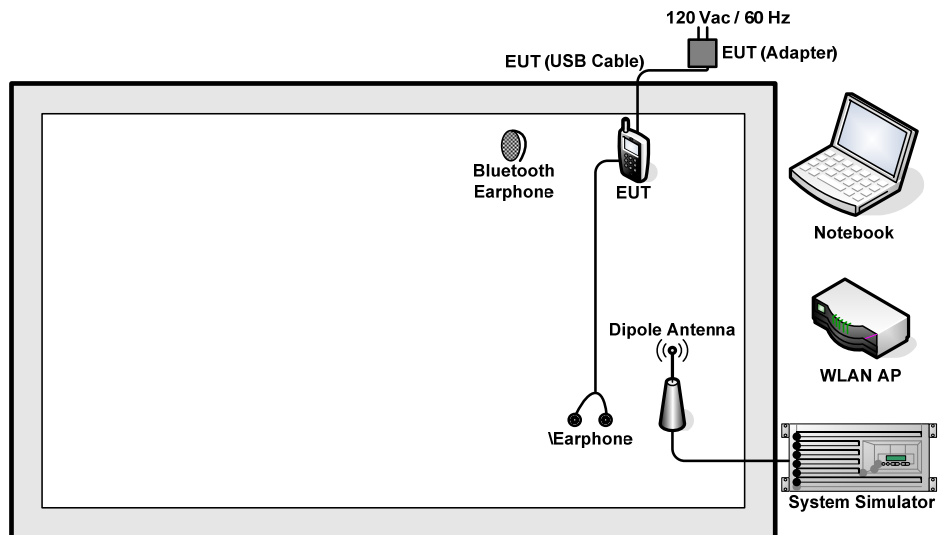 120 Vac / 60 Hz
EUT (USB Cable)
EUT (Adapter)
Bluetooth
Earphone
EUT
Notebook
Dipole Antenna
WLAN AP
\Earphone
System Simulator